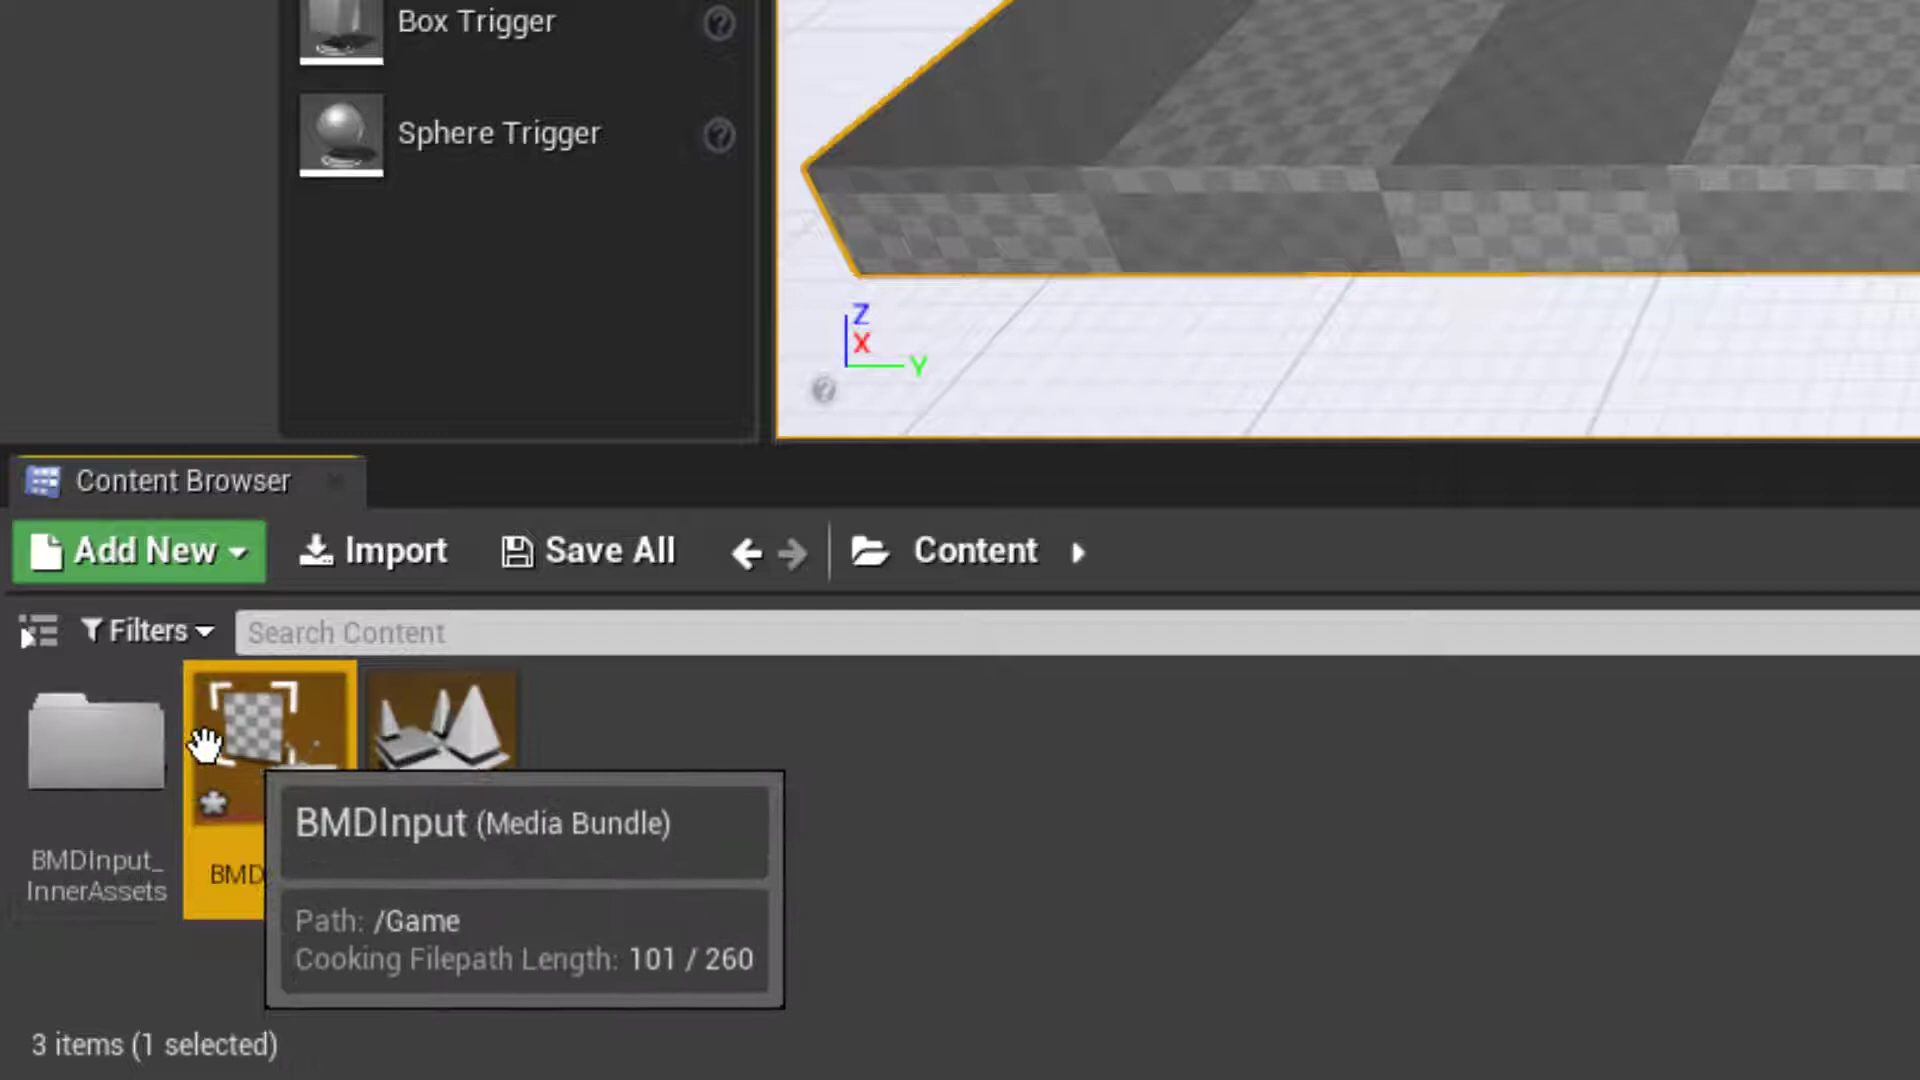 Box Trigger
Sphere Trigger
Z
X
Y
Content Browser
Add New
Import
Save All
Content
Filters
Search Content
BMDInput_
InnerAssets
BMD
BMDInput (Media Bundle)
Path: /Game
Cooking Filepath Length: 101 / 260
3 items (1 selected)